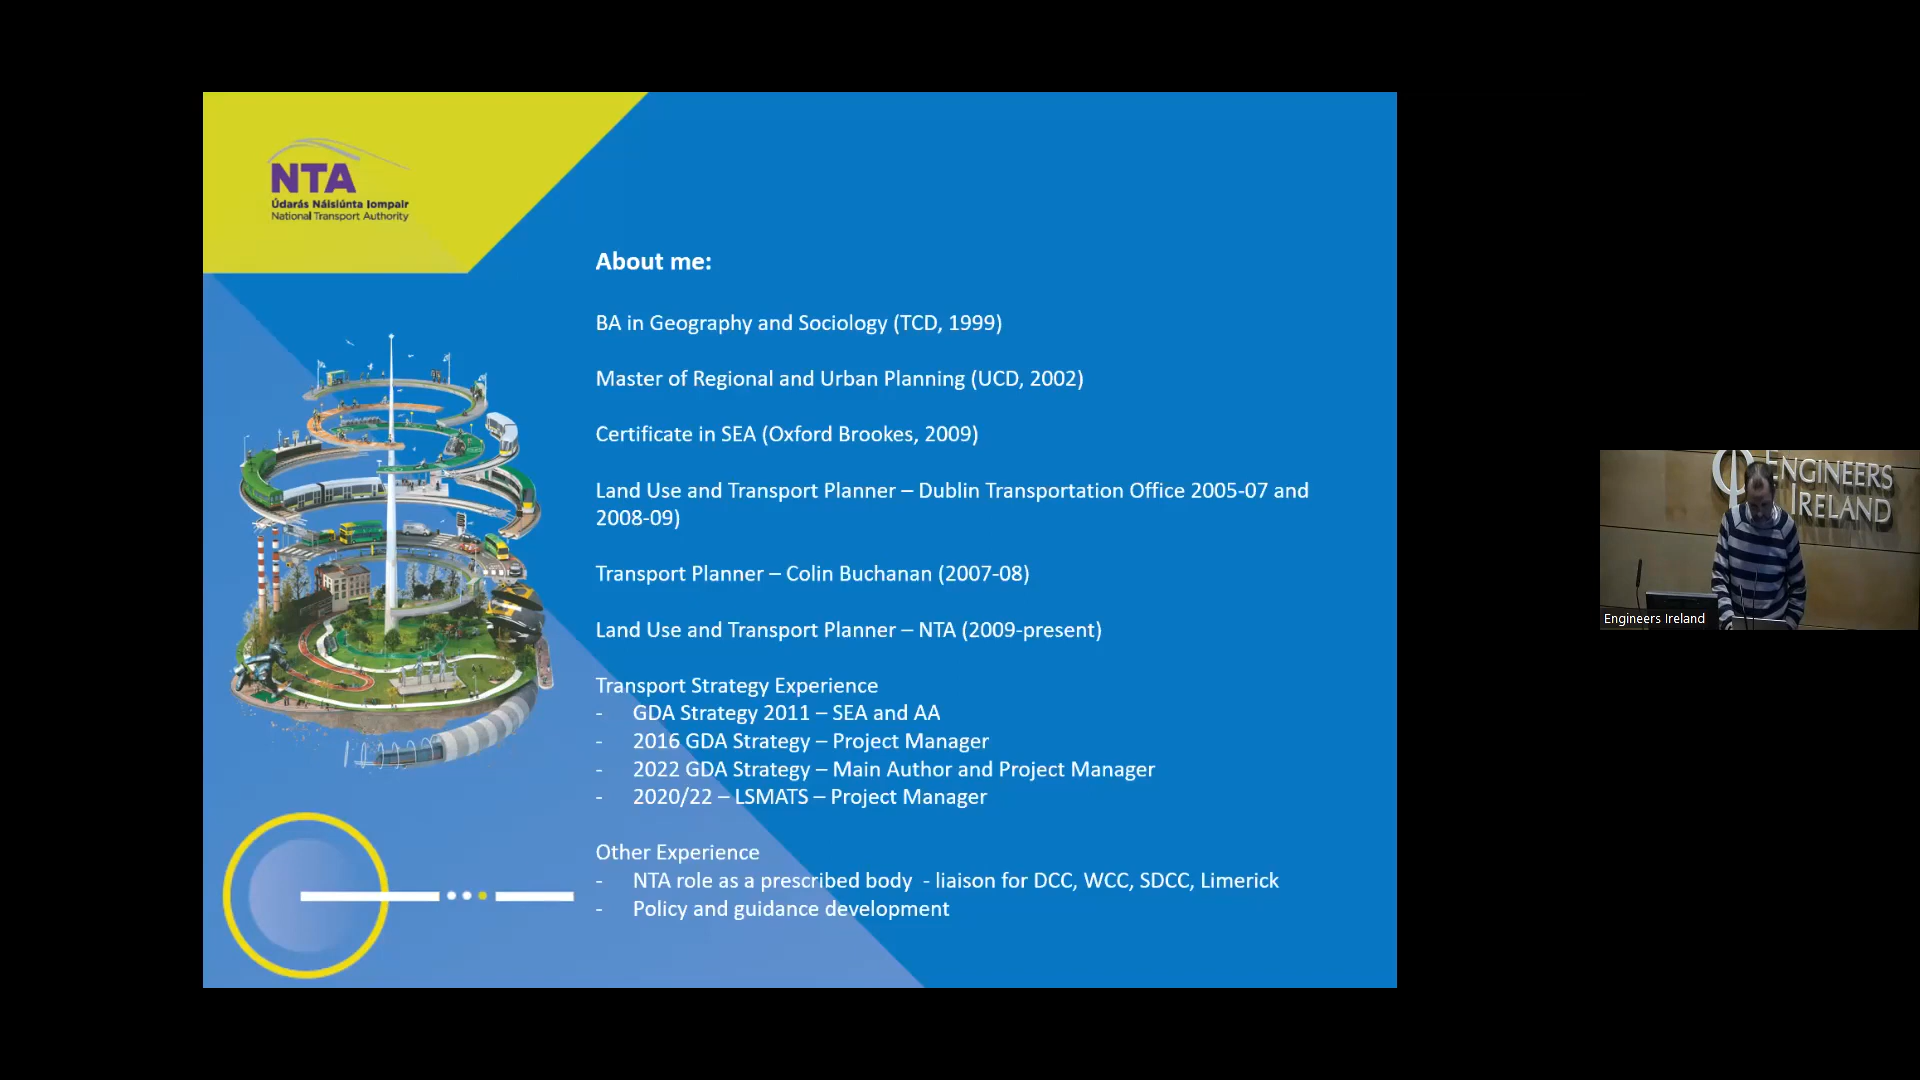 NTA
Údarás Náisiúnta Iompair
National Transport Authority
About me:
BA in Geography and Sociology (TCD, 1999)
Master of Regional and Urban Planning (UCD, 2002)
Certificate in SEA (Oxford Brookes, 2009)
Land Use and Transport Planner – Dublin Transportation Office 2005-07 and
2008-09)
Transport Planner – Colin Buchanan (2007-08)
Land Use and Transport Planner – NTA (2009-present)
Transport Strategy Experience
- GDA Strategy 2011 – SEA and AA
- 2016 GDA Strategy – Project Manager
- 2022 GDA Strategy – Main Author and Project Manager
- 2020/22 – LSMATS – Project Manager
Other Experience
- NTA role as a prescribed body  - liaison for DCC, WCC, SDCC, Limerick
- Policy and guidance development
ENGINEERS
IRELAND
Engineers Ireland